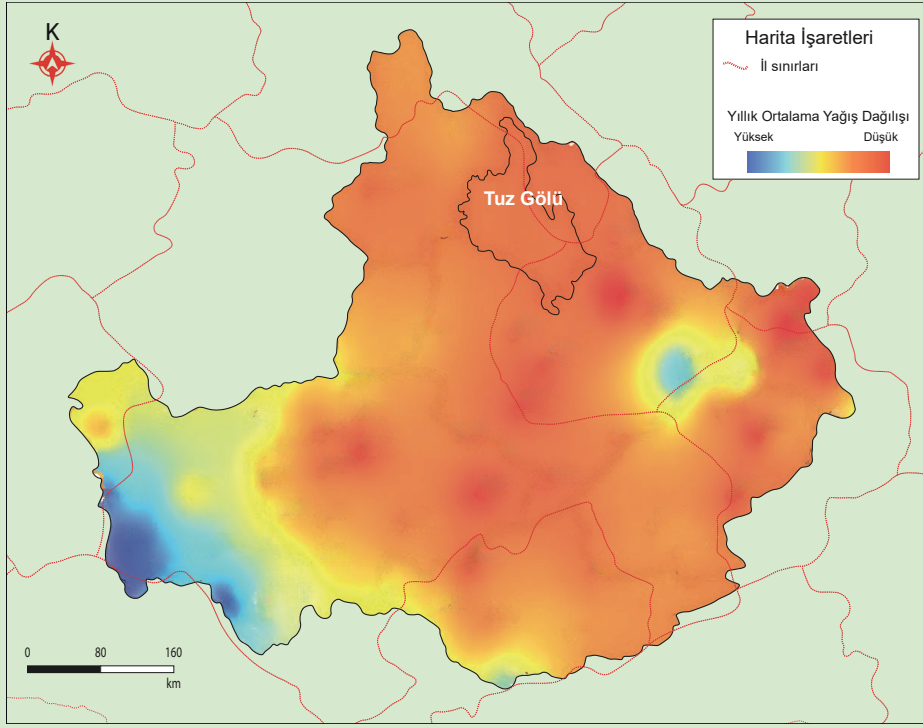 K
Harita İşaretleri
İl sınırları
Yıllık Ortalama Yağış Dağılışı
Yüksek Düşük
Tuz Gölü
0 80 160
km